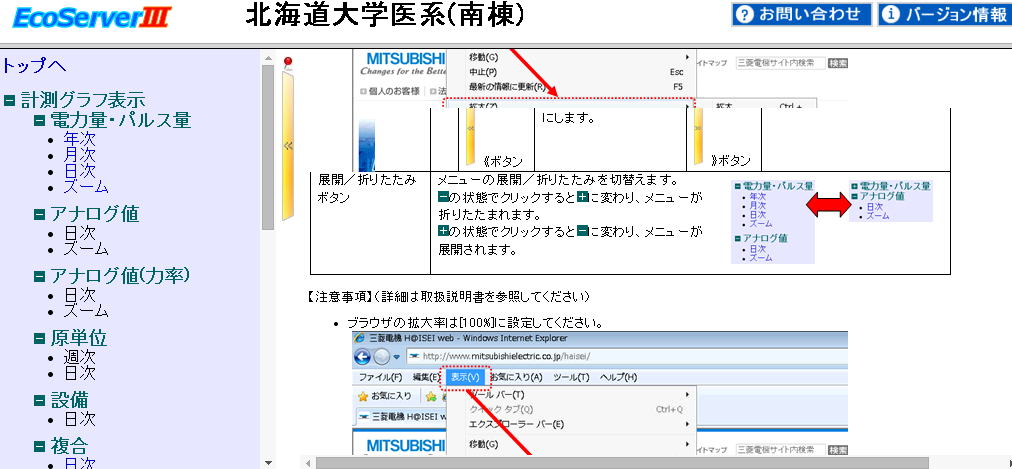 EcoServerIII
北海道大学医系(南棟)
お問い合わせ
バージョン情報
トップへ
計測グラフ表示
電力量・パルス量
年次
月次
日次
ズーム
アナログ値
日次
ズーム
アナログ値(力率)
日次
ズーム
原単位
週次
日次
設備
日次
複合
日次
MITSUBISHI
Changes for the Bette
個人のお客様
法
移動(G)
中止(P) Esc
最新の情報に更新(R) F5
拡大(Z)
拡大 Ctrl +
イトマップ
三菱電機サイト内検索
検索
《ボタン
にします。
》ボタン
展開/折りたたみ
ボタン
メニューの展開/折りたたみを切替えます。
の状態でクリックすると に変わり、メニューが
折りたたまれます。
の状態でクリックすると に変わり、メニューが
展開されます。
電力量・パルス量
年次
月次
日次
ズーム
アナログ値
日次
ズーム
電力量・パルス量
アナログ値
日次
ズーム
【注意事項】(詳細は取扱説明書を参照してください)
ブラウザの拡大率は[100%]に設定してください。
三菱電機 H@ISEI web - Windows Internet Explorer
http://www.mitsubishielectric.co.jp/haisei/
ファイル(F) 編集(E) 表示(V) お気に入り(A) ツール(T) ヘルプ(H)
お気に入り
三菱電機 H@ISEI w
ツール バー(T)
クイック タブ(Q) Ctrl+Q
エクスプローラー バー(E)
移動(G)
MITSUBISHI
イトマップ
三菱電機サイト内検索
検索